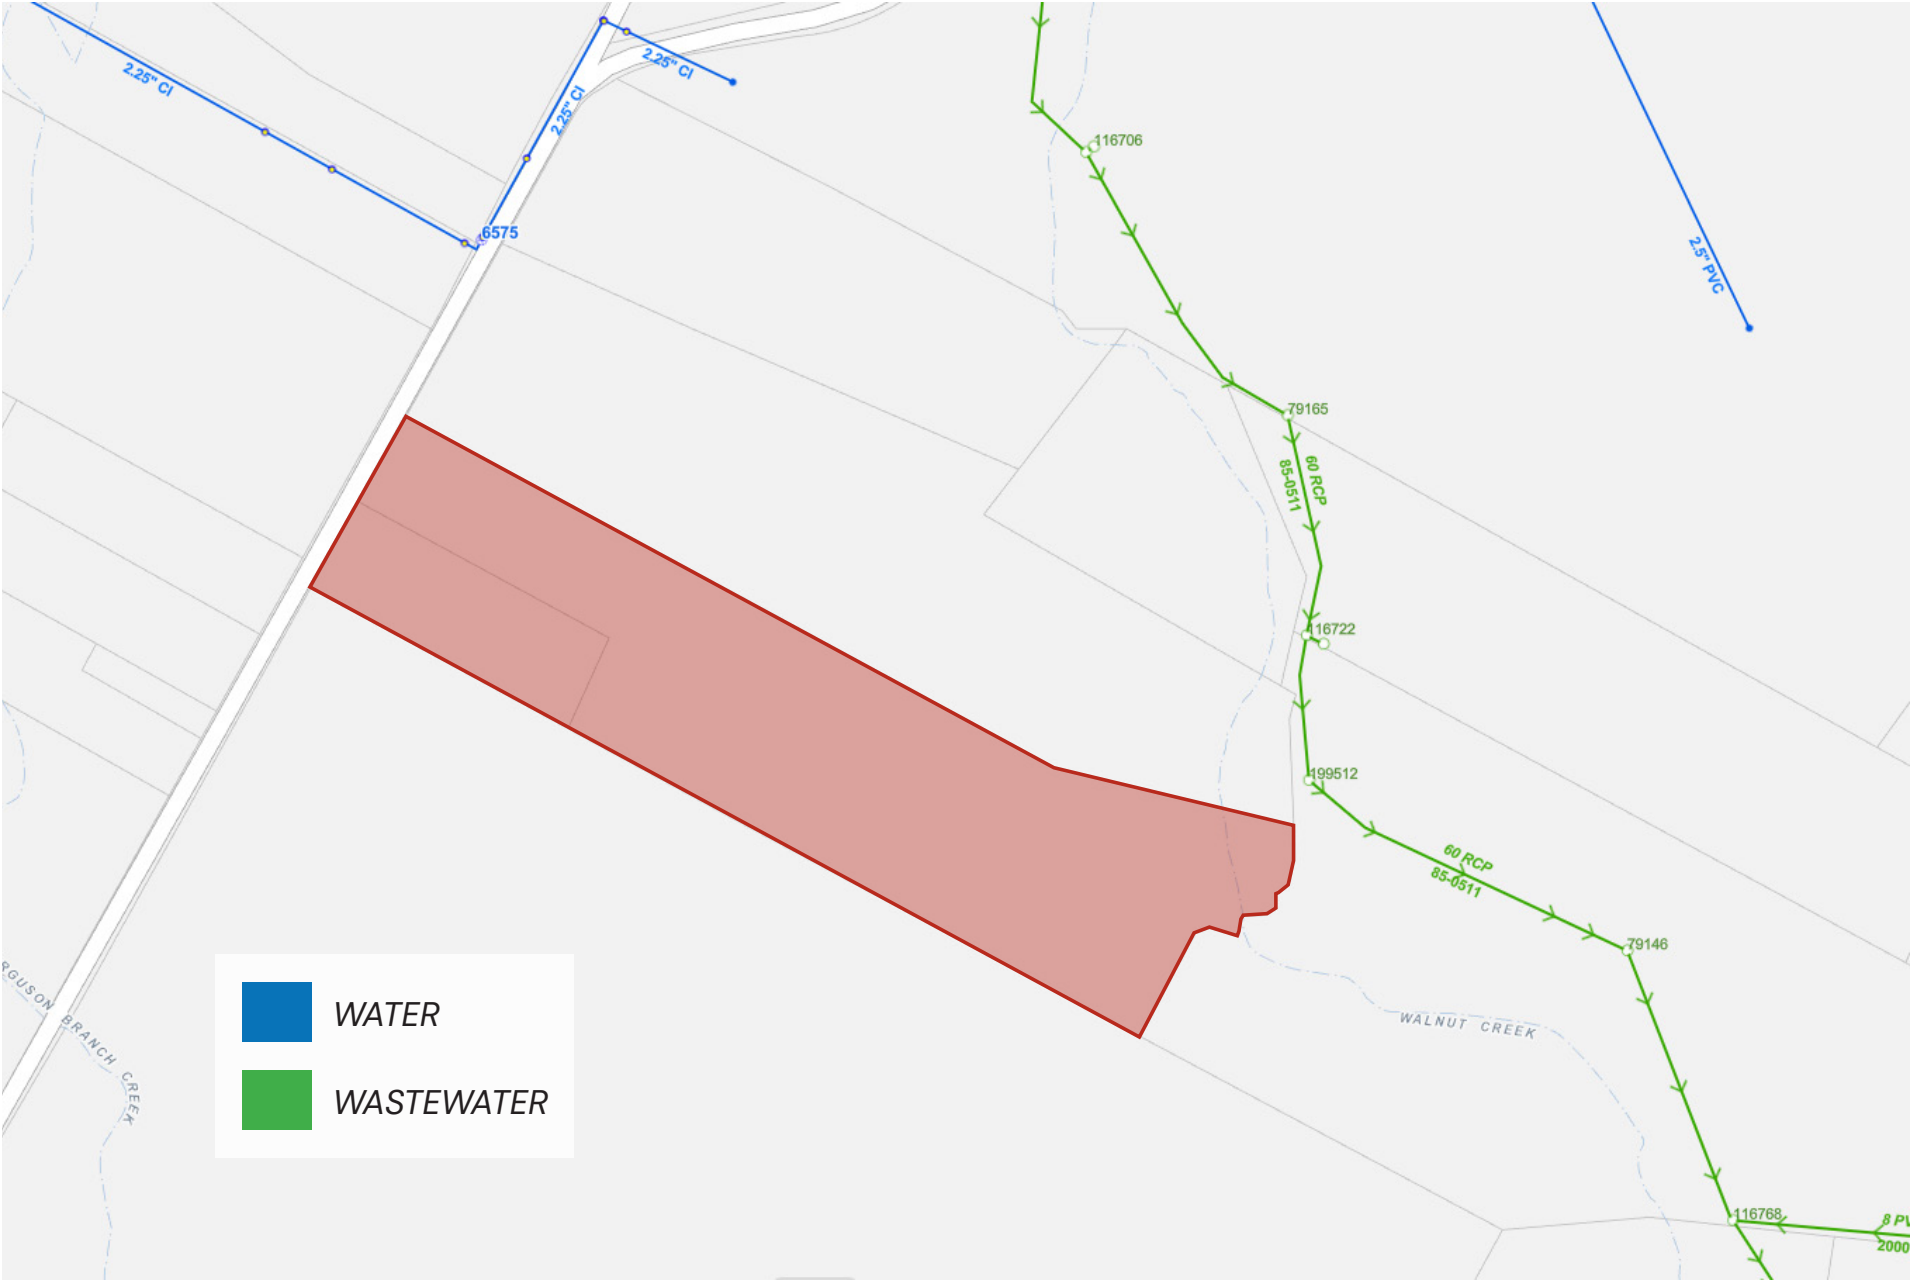 2.25" CI
2.25" CI
2.25" CI
6575
116706
2.5" PVC
79165
60 RCP
85-0511
116722
199512
60 RCP
85-0511
79146
WALNUT CREEK
BRANCH CREEK
WATER
WASTEWATER
116768
2000